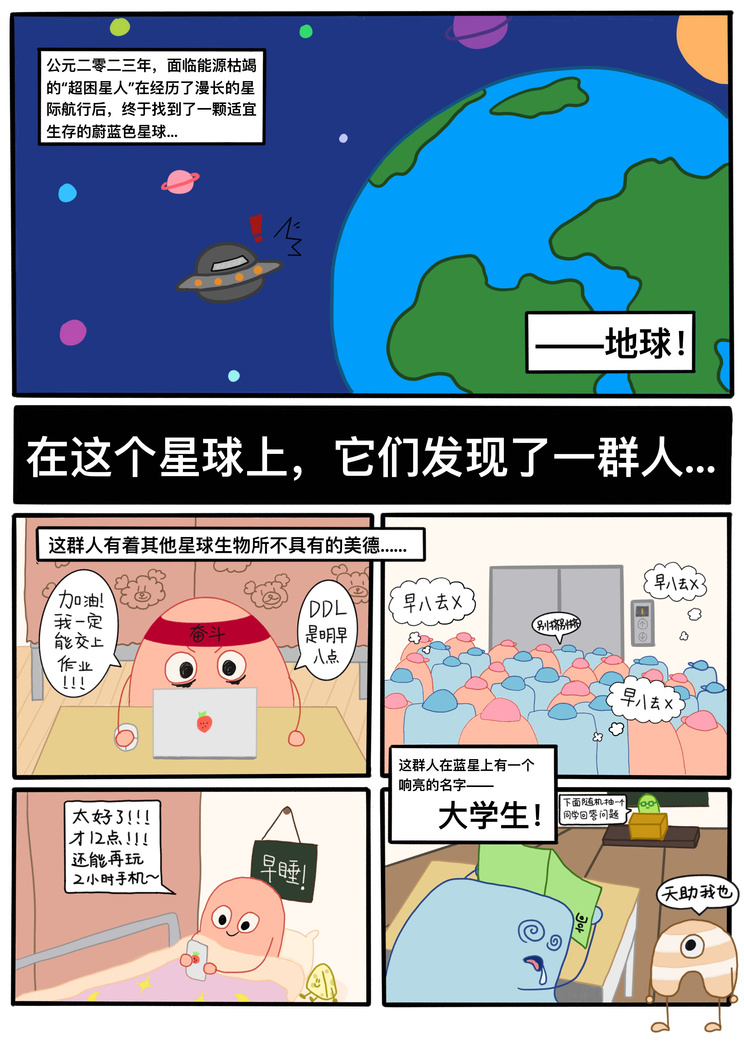 公元二零二三年，面临能源枯竭
的“超困星人”在经历了漫长的星
际航行后，终于找到了一颗适宜
生存的蔚蓝色星球...
——地球！
在这个星球上，它们发现了一群人...
这群人有着其他星球生物所不具有的美德......
加油!
我一定
能交上
作业
!!!
奋斗
DDL
是明早
八点
早八去X
别挤别挤
早八去X
早八去X
太好了!!!
才12点!!!
还能再玩
2小时手机~
早睡!
这群人在蓝星上有一个
响亮的名字——
大学生！
下面随机抽一个
同学回答问题
天助我也